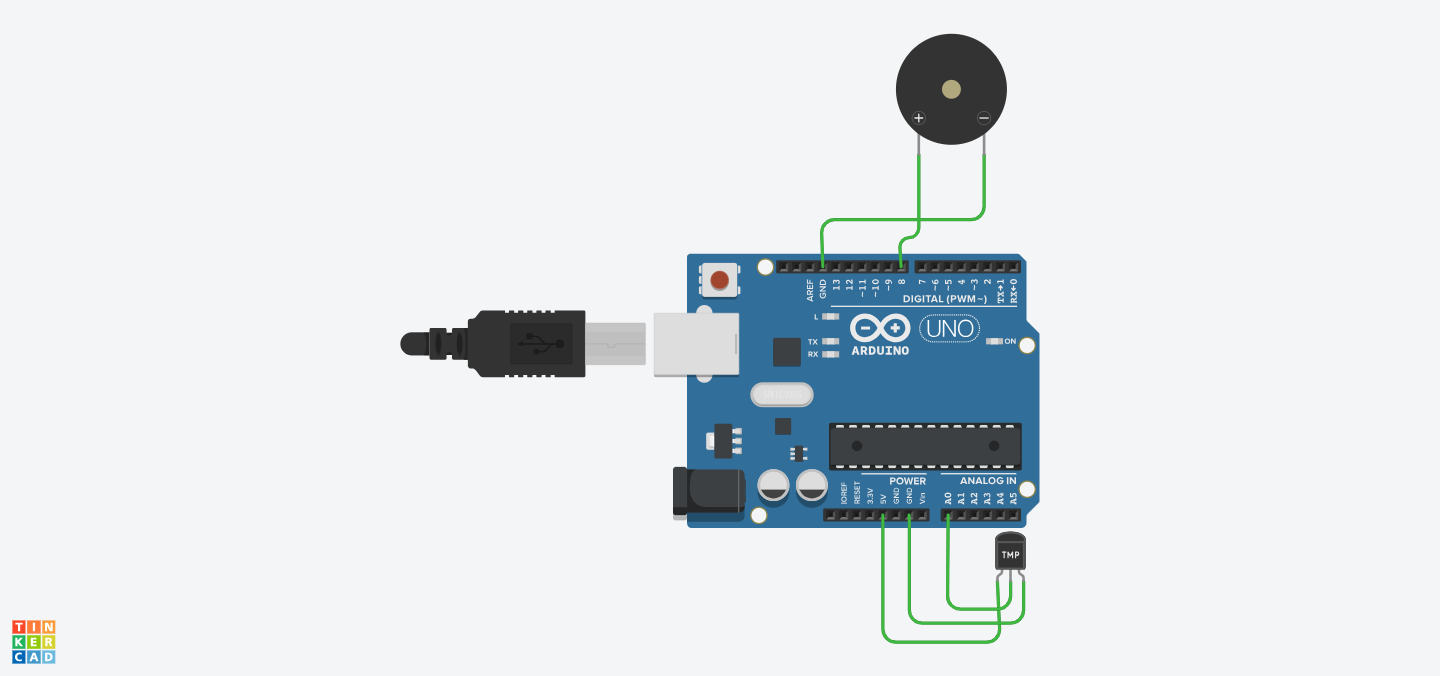 + −
AREF
GND
13
12
~11
~10
~9
8
7
~6
~5
4
~3
2
TX→1
RX←0
DIGITAL (PWM~)
L
TX
RX
ARDUINO
UNO
ON
POWER
ANALOG IN
IOREF
RESET
3.3V
5V
GND
GND
Vin
A0
A1
A2
A3
A4
A5
TMP
TIN
KER
CAD